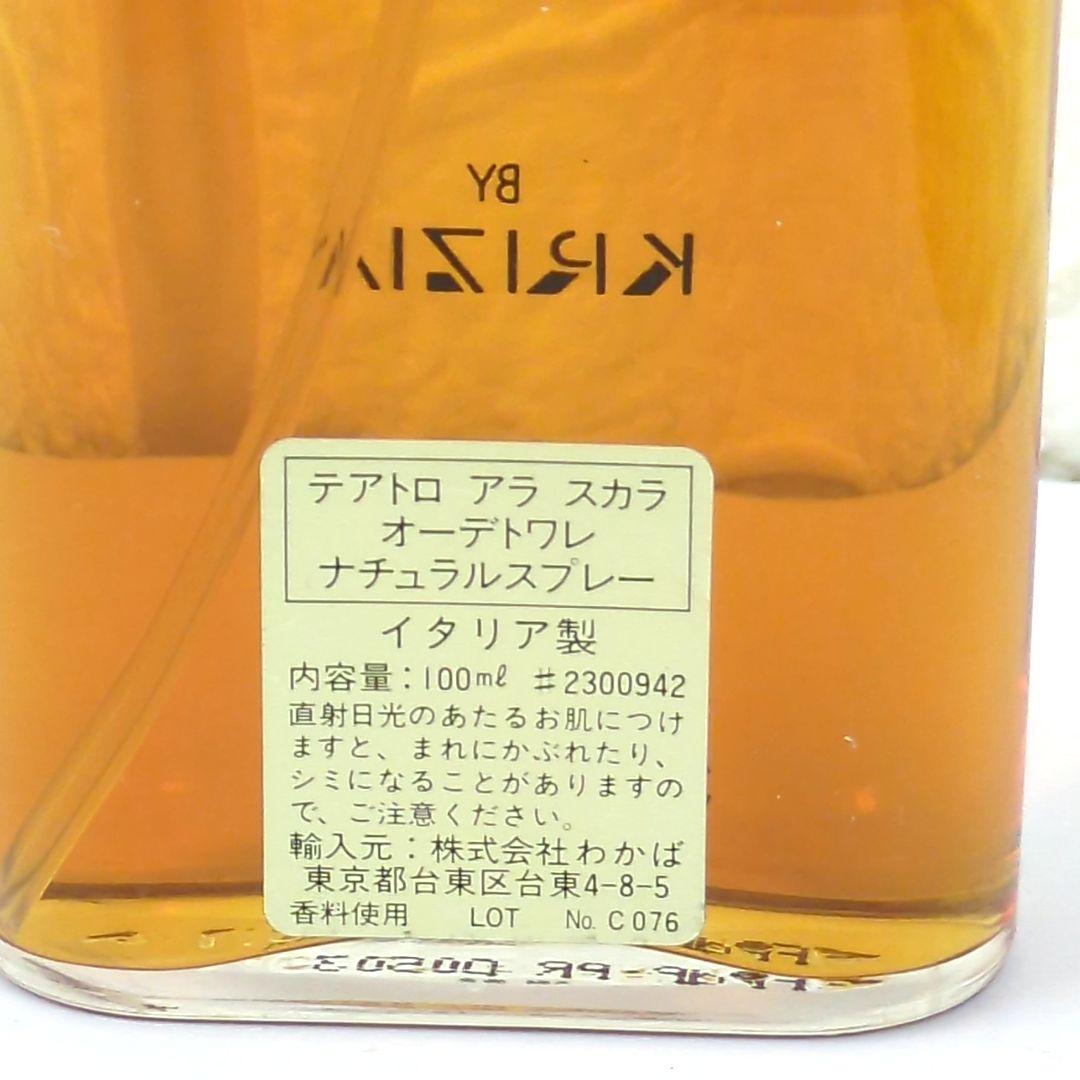 BY
KRIZIA
テアトロ アラ スカラ
オーデトワレ
ナチュラルスプレー
イタリア製
内容量：100mℓ #2300942
直射日光のあたるお肌につけ
ますと、まれにかぶれたり、
シミになることがありますの
で、ご注意ください。
輸入元：株式会社わかば
東京都台東区台東4-8-5
香料使用 LOT No. C076